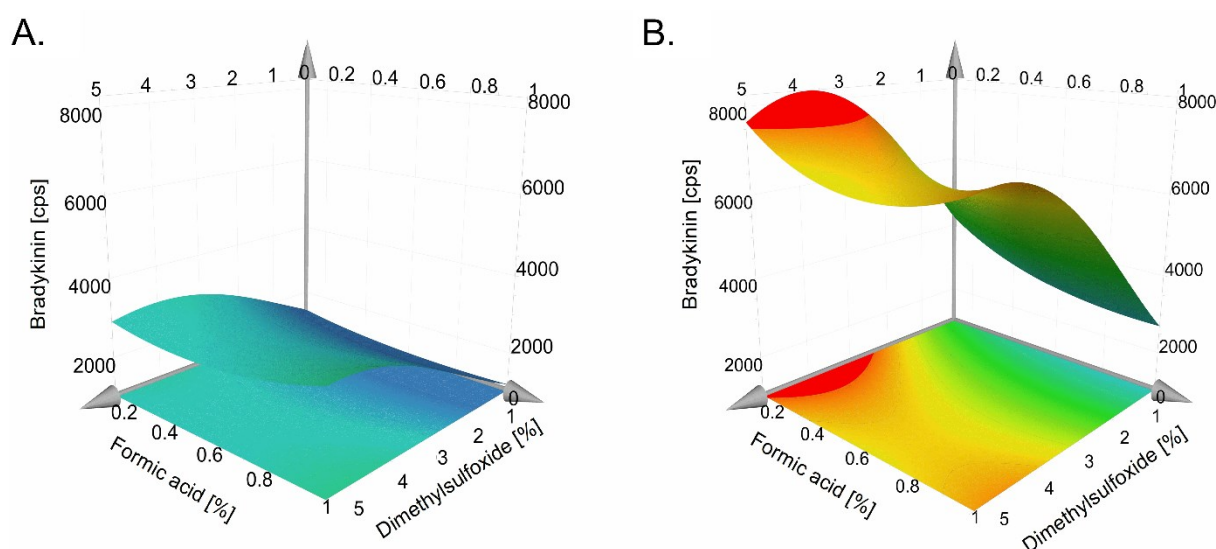 A.
5 4 3 2 1 0 0.2 0.4 0.6 0.8 1
8000 8000
6000 6000
4000 4000
2000 2000
Bradykinin [cps]
0.2 0.4 0.6 0.8 1
Formic acid [%]
5 4 3 2 1 0
Dimethylsulfoxide [%]
B.
5 4 3 2 1 0 0.2 0.4 0.6 0.8 1
8000 8000
6000 6000
4000 4000
2000 2000
Bradykinin [cps]
0.2 0.4 0.6 0.8 1
Formic acid [%]
5 4 3 2 1 0
Dimethylsulfoxide [%]